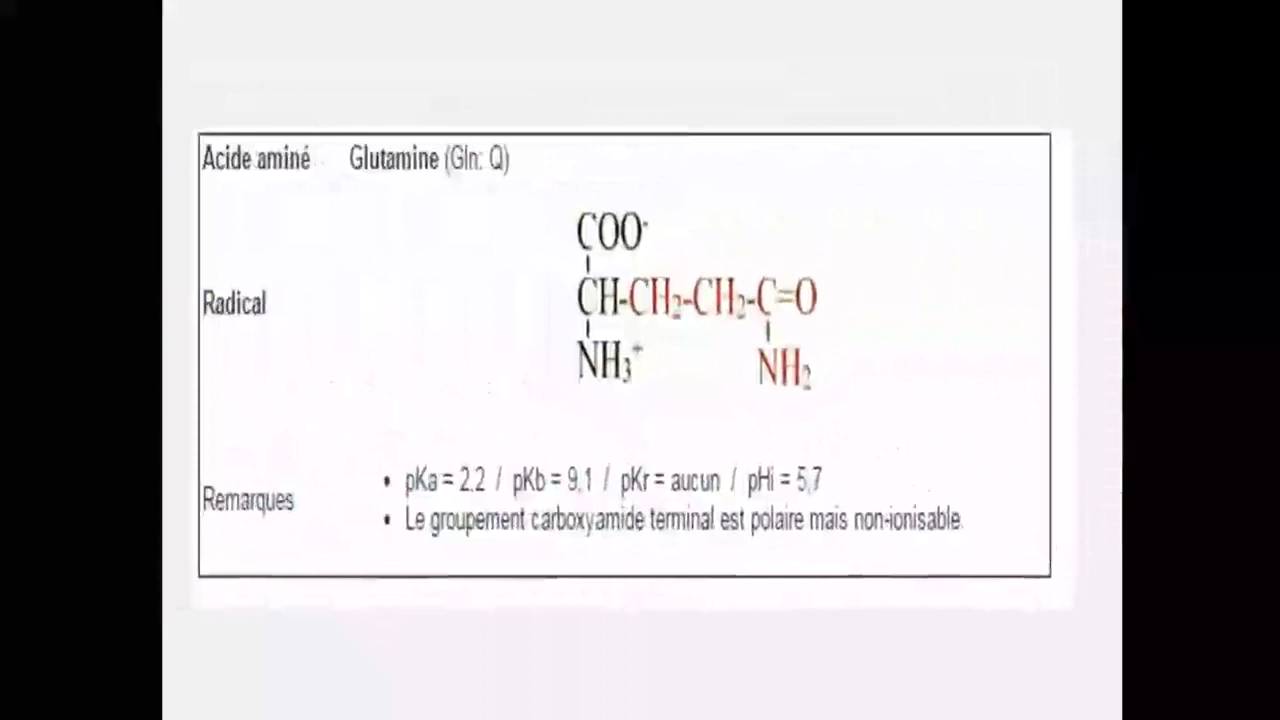 Acide aminé Glutamine (Gln: Q)
COO⁻
Radical CH-CH₂-CH₂-C=O
NH₃⁺ NH₂
Remarques
• pKa = 2,2 / pKb = 9,1 / pKr = aucun / pHi = 5,7
• Le groupement carboxyamide terminal est polaire mais non-ionisable